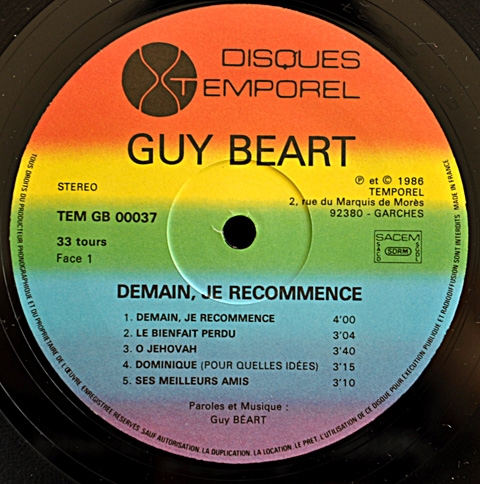 DISQUES
TEMPOREL
GUY BEART
STEREO
TEM GB 00037
33 tours
Face 1
℗ et © 1986
TEMPOREL
2, rue du Marquis de Morès
92380 - GARCHES
SACEM
SACD SDRM SGDL
DEMAIN, JE RECOMMENCE
1. DEMAIN, JE RECOMMENCE 4'00
2. LE BIENFAIT PERDU 3'04
3. O JEHOVAH 3'40
4. DOMINIQUE (POUR QUELLES IDÉES) 3'15
5. SES MEILLEURS AMIS 3'10
Paroles et Musique :
Guy BÉART
TOUS DROITS DU PRODUCTEUR PHONOGRAPHIQUE ET DU PROPRIETAIRE DE L'ŒUVRE ENREGISTRÉE RÉSERVÉS. SAUF AUTORISATION, LA DUPLICATION, LA LOCATION, LE PRÊT, L'UTILISATION DE CE DISQUE POUR EXÉCUTION PUBLIQUE ET RADIODIFFUSION SONT INTERDITS MADE IN FRANCE